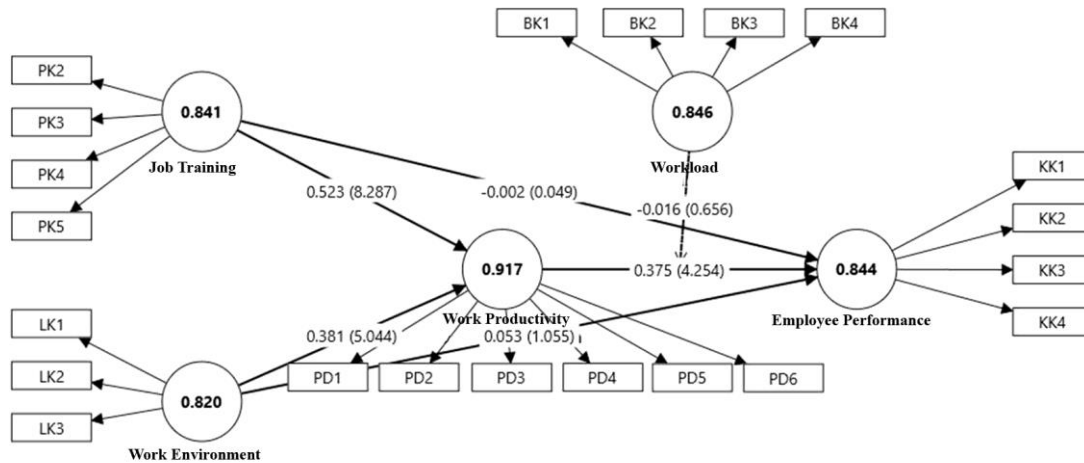 BK1
BK2
BK3
BK4
PK2
PK3
PK4
PK5
0.841
Job Training
0.846
Workload
KK1
KK2
KK3
KK4
0.523 (8.287)
-0.002 (0.049)
-0.016 (0.656)
0.917
Work Productivity
0.375 (4.254)
0.844
Employee Performance
LK1
LK2
LK3
0.381 (5.044)
0.053 (1.055)
PD1
PD2
PD3
PD4
PD5
PD6
0.820
Work Environment